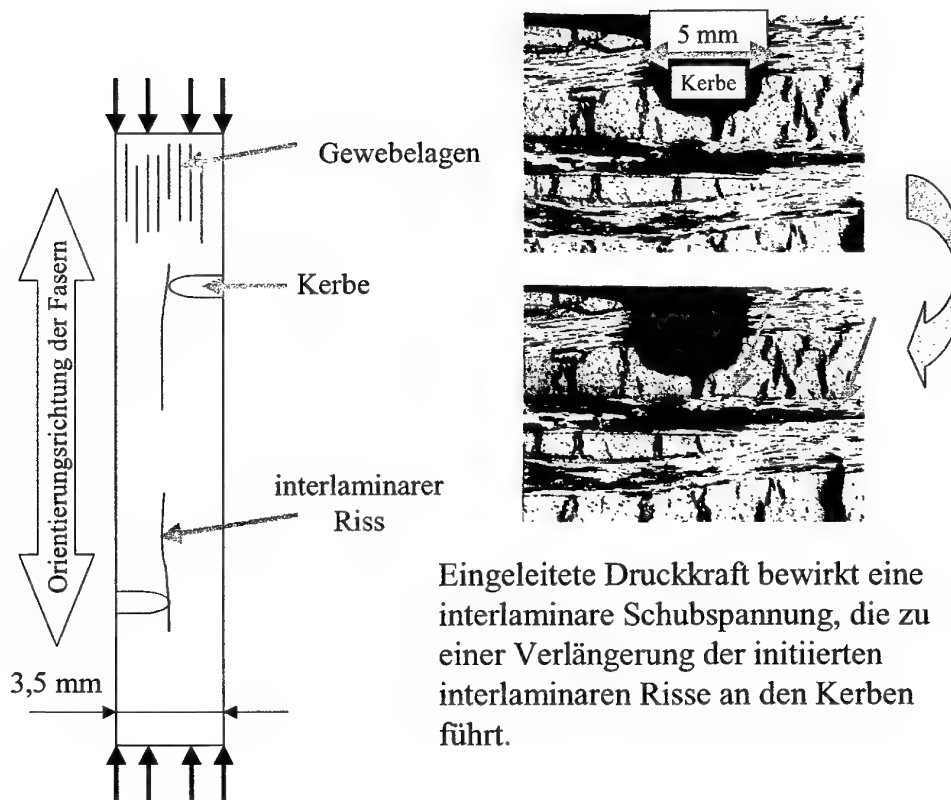 Gewebelagen
Orientierungsrichtung der Fasern
Kerbe
interlaminarer
Riss
3,5 mm
5 mm
Kerbe
Eingeleitete Druckkraft bewirkt eine
interlaminare Schubspannung, die zu
einer Verlängerung der initiierten
interlaminaren Risse an den Kerben
führt.